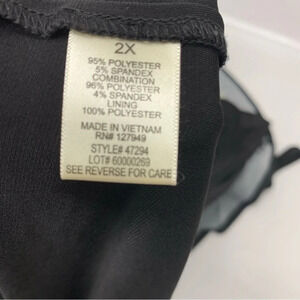 2X
95% POLYESTER
5% SPANDEX
COMBINATION
96% POLYESTER
4% SPANDEX
LINING
100% POLYESTER
MADE IN VIETNAM
RN# 127949
STYLE# 47294
LOT# 60000269
SEE REVERSE FOR CARE